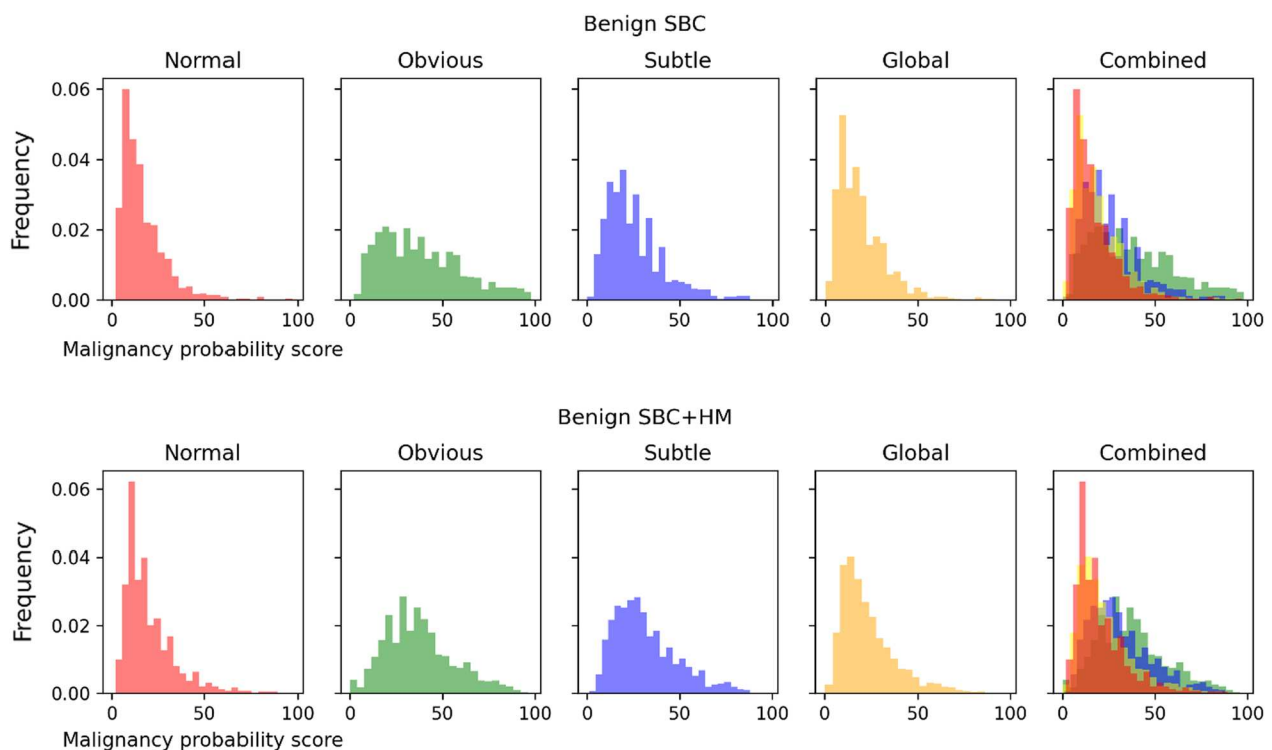 Benign SBC
Normal Obvious Subtle Global Combined
Frequency
0.06
0.04
0.02
0.00
0 50 100 0 50 100 0 50 100 0 50 100 0 50 100
Malignancy probability score
Benign SBC+HM
Normal Obvious Subtle Global Combined
Frequency
0.06
0.04
0.02
0.00
0 50 100 0 50 100 0 50 100 0 50 100 0 50 100
Malignancy probability score